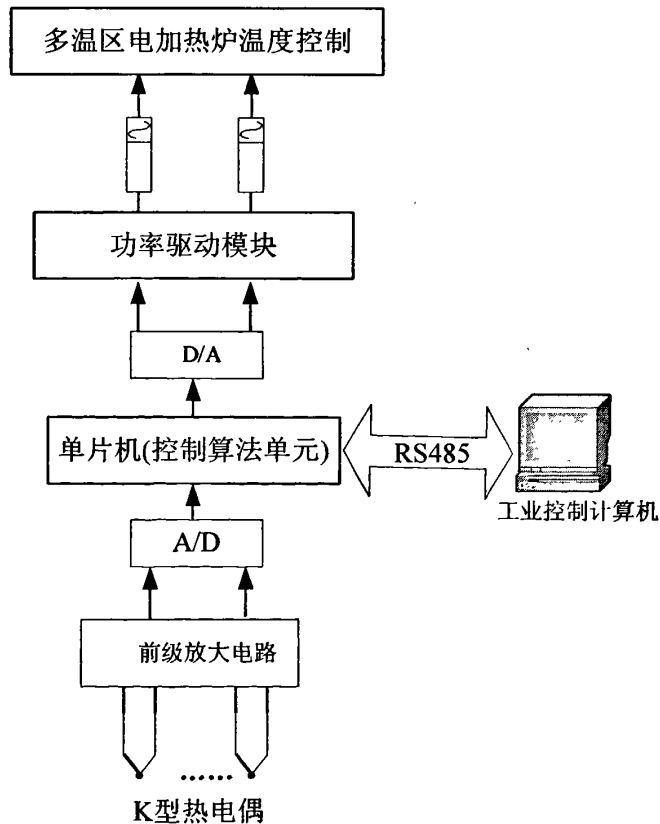 多温区电加热炉温度控制
功率驱动模块
D/A
单片机(控制算法单元)
RS485
工业控制计算机
A/D
前级放大电路
K型热电偶